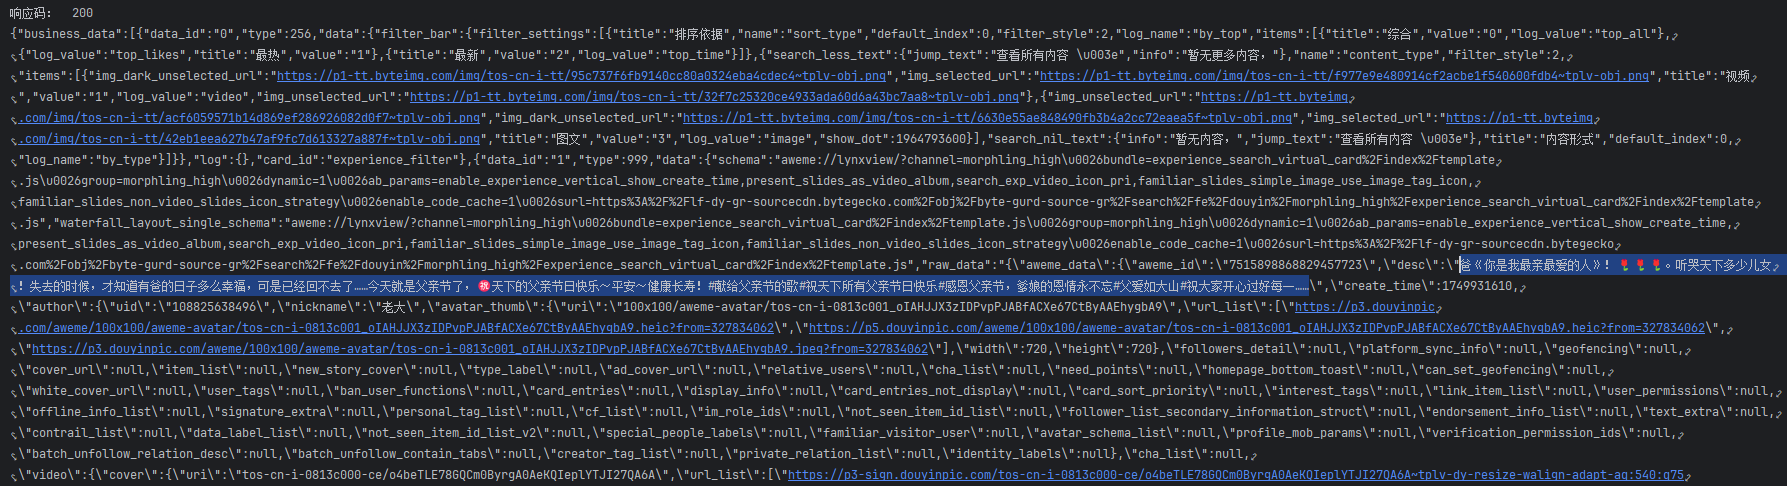 响应码:  200
{"business_data":[{"data_id":"0","type":256,"data":{"filter_bar":{"filter_settings":[{"title":"排序依据","name":"sort_type","default_index":0,"filter_style":2,"log_name":"by_top","items":[{"title":"综合","value":"0","log_value":"top_all"},
{"log_value":"top_likes","title":"最热","value":"1"},{"title":"最新","value":"2","log_value":"top_time"}]},{"search_less_text":{"jump_text":"查看所有内容 \u003e","info":"暂无更多内容，"},"name":"content_type","filter_style":2,
"items":[{"img_dark_unselected_url":"https://p1-tt.byteimg.com/img/tos-cn-i-tt/95c737f6fb9140cc80a0324eba4cdec4~tplv-obj.png","img_selected_url":"https://p1-tt.byteimg.com/img/tos-cn-i-tt/f977e9e480914cf2acbe1f540600fdb4~tplv-obj.png","title":"视频
","value":"1","log_value":"video","img_unselected_url":"https://p1-tt.byteimg.com/img/tos-cn-i-tt/32f7c25320ce4933ada60d6a43bc7aa8~tplv-obj.png"},{"img_unselected_url":"https://p1-tt.byteimg
.com/img/tos-cn-i-tt/acf6059571b14d869ef286926082d0f7~tplv-obj.png","img_dark_unselected_url":"https://p1-tt.byteimg.com/img/tos-cn-i-tt/6630e55ae848490fb3b4a2cc72eaea5f~tplv-obj.png","img_selected_url":"https://p1-tt.byteimg
.com/img/tos-cn-i-tt/42eb1eea627b47af9fc7d613327a887f~tplv-obj.png","title":"图文","value":"3","log_value":"image","show_dot":1964793600}],"search_nil_text":{"info":"暂无内容，","jump_text":"查看所有内容 \u003e"},"title":"内容形式","default_index":0,
"log_name":"by_type"}]}},"log":{},"card_id":"experience_filter"},{"data_id":"1","type":999,"data":{"schema":"aweme://lynxview/?channel=morphling_high\u0026bundle=experience_search_virtual_card%2Findex%2Ftemplate
.js\u0026group=morphling_high\u0026dynamic=1\u0026ab_params=enable_experience_vertical_show_create_time,present_slides_as_video_album,search_exp_video_icon_pri,familiar_slides_simple_image_use_image_tag_icon,
familiar_slides_non_video_slides_icon_strategy\u0026enable_code_cache=1\u0026surl=https%3A%2F%2Flf-dy-gr-sourcecdn.bytegecko.com%2Fobj%2Fbyte-gurd-source-gr%2Fsearch%2Ffe%2Fdouyin%2Fmorphling_high%2Fexperience_search_virtual_card%2Findex%2Ftemplate
.js","waterfall_layout_single_schema":"aweme://lynxview/?channel=morphling_high\u0026bundle=experience_search_virtual_card%2Findex%2Ftemplate.js\u0026group=morphling_high\u0026dynamic=1\u0026ab_params=enable_experience_vertical_show_create_time,
present_slides_as_video_album,search_exp_video_icon_pri,familiar_slides_simple_image_use_image_tag_icon,familiar_slides_non_video_slides_icon_strategy\u0026enable_code_cache=1\u0026surl=https%3A%2F%2Flf-dy-gr-sourcecdn.bytegecko
.com%2Fobj%2Fbyte-gurd-source-gr%2Fsearch%2Ffe%2Fdouyin%2Fmorphling_high%2Fexperience_search_virtual_card%2Findex%2Ftemplate.js","raw_data":"{\"aweme_data\":{\"aweme_id\":\"7515898868829457723\",\"desc\":\"爸《你是我最亲最爱的人》！🌷🌷🌷。听哭天下多少儿女
！失去的时候，才知道有爸的日子多么幸福，可是已经回不去了……今天就是父亲节了，㊗️天下的父亲节日快乐～平安～健康长寿！#献给父亲节的歌#祝天下所有父亲节日快乐#感恩父亲节，爹娘的恩情永不忘#父爱如大山#祝大家开心过好每一……\",\"create_time\":1749931610,
\"author\":{\"uid\":\"108825638496\",\"nickname\":\"老大\",\"avatar_thumb\":{\"uri\":\"100x100/aweme-avatar/tos-cn-i-0813c001_oIAHJJX3zIDPvpPJABfACXe67CtByAAEhygbA9\",\"url_list\":[\"https://p3.douyinpic
.com/aweme/100x100/aweme-avatar/tos-cn-i-0813c001_oIAHJJX3zIDPvpPJABfACXe67CtByAAEhygbA9.heic?from=327834062\",\"https://p5.douyinpic.com/aweme/100x100/aweme-avatar/tos-cn-i-0813c001_oIAHJJX3zIDPvpPJABfACXe67CtByAAEhygbA9.heic?from=327834062\",
\"https://p3.douyinpic.com/aweme/100x100/aweme-avatar/tos-cn-i-0813c001_oIAHJJX3zIDPvpPJABfACXe67CtByAAEhygbA9.jpeg?from=327834062\"],\"width\":720,\"height\":720},\"followers_detail\":null,\"platform_sync_info\":null,\"geofencing\":null,
\"cover_url\":null,\"item_list\":null,\"new_story_cover\":null,\"type_label\":null,\"ad_cover_url\":null,\"relative_users\":null,\"cha_list\":null,\"need_points\":null,\"homepage_bottom_toast\":null,\"can_set_geofencing\":null,
\"white_cover_url\":null,\"user_tags\":null,\"ban_user_functions\":null,\"card_entries\":null,\"display_info\":null,\"card_entries_not_display\":null,\"card_sort_priority\":null,\"interest_tags\":null,\"link_item_list\":null,\"user_permissions\":null,
\"offline_info_list\":null,\"signature_extra\":null,\"personal_tag_list\":null,\"cf_list\":null,\"im_role_ids\":null,\"not_seen_item_id_list\":null,\"follower_list_secondary_information_struct\":null,\"endorsement_info_list\":null,\"text_extra\":null,
\"contrail_list\":null,\"data_label_list\":null,\"not_seen_item_id_list_v2\":null,\"special_people_labels\":null,\"familiar_visitor_user\":null,\"avatar_schema_list\":null,\"profile_mob_params\":null,\"verification_permission_ids\":null,
\"batch_unfollow_relation_desc\":null,\"batch_unfollow_contain_tabs\":null,\"creator_tag_list\":null,\"private_relation_list\":null,\"identity_labels\":null},\"cha_list\":null,
\"video\":{\"cover\":{\"uri\":\"tos-cn-i-0813c000-ce/o4beTLE78GQCm0ByrgA0AeKQIeplYTJI27QA6A\",\"url_list\":[\"https://p3-sign.douyinpic.com/tos-cn-i-0813c000-ce/o4beTLE78GQCm0ByrgA0AeKQIeplYTJI27QA6A~tplv-dy-resize-walign-adapt-aq:540:q75